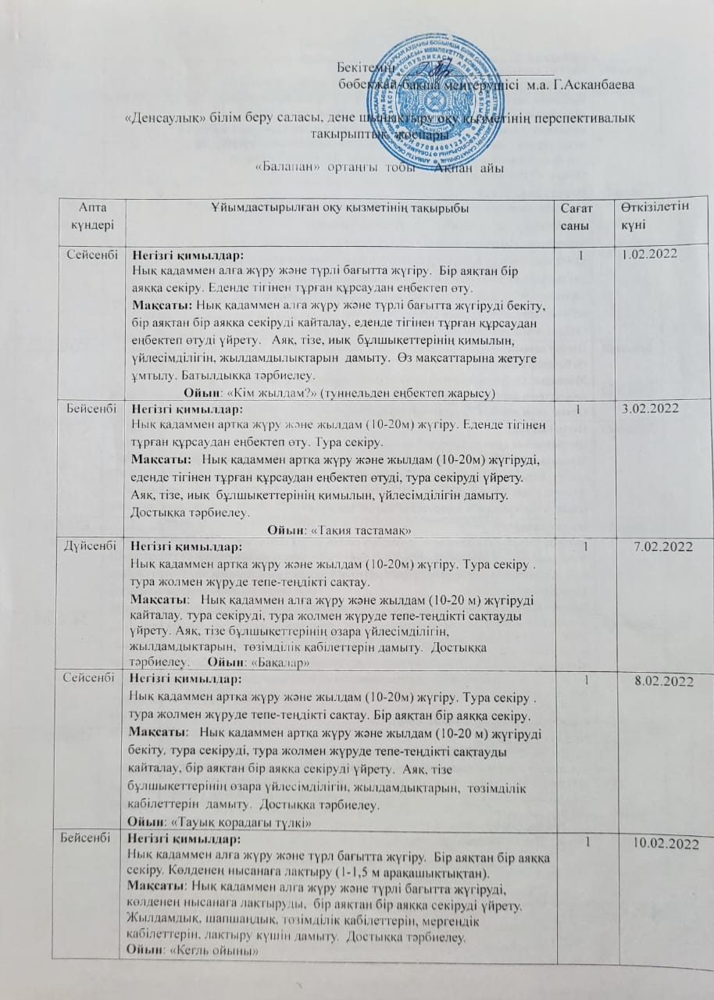 Бекітемін
бөбекжай-бақша меңгерушісі м.а. Г.Асканбаева
«Денсаулық» білім беру саласы, дене шынықтыру оқу қызметінің перспективалық
тақырыптық жоспары
«Балапан» ортаңғы тобы Ақпан айы
Апта күндері
Ұйымдастырылған оқу қызметінің тақырыбы
Сағат саны
Өткізілетін күні
Сейсенбі
Негізгі қимылдар:
Нық қадаммен алға жүру және түрлі бағытта жүгіру. Бір аяқтан бір
аяққа секіру. Еденде тігінен тұрған құрсаудан еңбектеп өту.
Мақсаты: Нық қадаммен алға жүру және түрлі бағытта жүгіруді бекіту,
бір аяқтан бір аяққа секіруді қайталау, еденде тігінен тұрған құрсаудан
еңбектеп өтуді үйрету. Аяқ, тізе, иық бұлшықеттерінің қимылын,
үйлесімділігін, жылдамдылықтарын дамыту. Өз мақсаттарына жетуге
ұмтылу. Батылдыққа тәрбиелеу.
Ойын: «Кім жылдам?» (туннельден еңбектеп жарысу)
1
1.02.2022
Бейсенбі
Негізгі қимылдар:
Нық қадаммен артқа жүру және жылдам (10-20м) жүгіру. Еденде тігінен
тұрған құрсаудан еңбектеп өту. Тура секіру.
Мақсаты: Нық қадаммен артқа жүру және жылдам (10-20м) жүгіруді,
еденде тігінен тұрған құрсаудан еңбектеп өтуді, тура секіруді үйрету.
Аяқ, тізе, иық бұлшықеттерінің қимылын, үйлесімділігін дамыту.
Достыққа тәрбиелеу.
Ойын: «Тақия тастамақ»
1
3.02.2022
Дүйсенбі
Негізгі қимылдар:
Нық қадаммен артқа жүру және жылдам (10-20м) жүгіру. Тура секіру .
тура жолмен жүруде тепе-теңдікті сақтау.
Мақсаты: Нық қадаммен алға жүру және жылдам (10-20 м) жүгіруді
қайталау, тура секіруді, тура жолмен жүруде тепе-теңдікті сақтауды
үйрету. Аяқ, тізе бұлшықеттерінің өзара үйлесімділігін,
жылдамдықтарын, төзімділік қабілеттерін дамыту. Достыққа
тәрбиелеу. Ойын: «Бақалар»
1
7.02.2022
Сейсенбі
Негізгі қимылдар:
Нық қадаммен артқа жүру және жылдам (10-20м) жүгіру. Тура секіру .
тура жолмен жүруде тепе-теңдікті сақтау. Бір аяқтан бір аяққа секіру.
Мақсаты: Нық қадаммен артқа жүру және жылдам (10-20 м) жүгіруді
бекіту, тура секіруді, тура жолмен жүруде тепе-теңдікті сақтауды
қайталау, бір аяқтан бір аяққа секіруді үйрету. Аяқ, тізе
бұлшықеттерінің өзара үйлесімділігін, жылдамдықтарын, төзімділік
қабілеттерін дамыту. Достыққа тәрбиелеу.
Ойын: «Тауық қорадағы түлкі»
1
8.02.2022
Бейсенбі
Негізгі қимылдар:
Нық қадаммен алға жүру және түрл бағытта жүгіру. Бір аяқтан бір аяққа
секіру. Көлденең нысанаға лақтыру (1-1,5 м арақашықтықтан).
Мақсаты: Нық қадаммен алға жүру және түрлі бағытта жүгіруді,
көлденең нысанаға лақтыруды, бір аяқтан бір аяққа секіруді үйрету.
Жылдамдық, шапшаңдық, төзімділік қабілеттерін, мергендік
қабілеттерін, лақтыру күшін дамыту. Достыққа тәрбиелеу.
Ойын: «Кегль ойыны»
1
10.02.2022